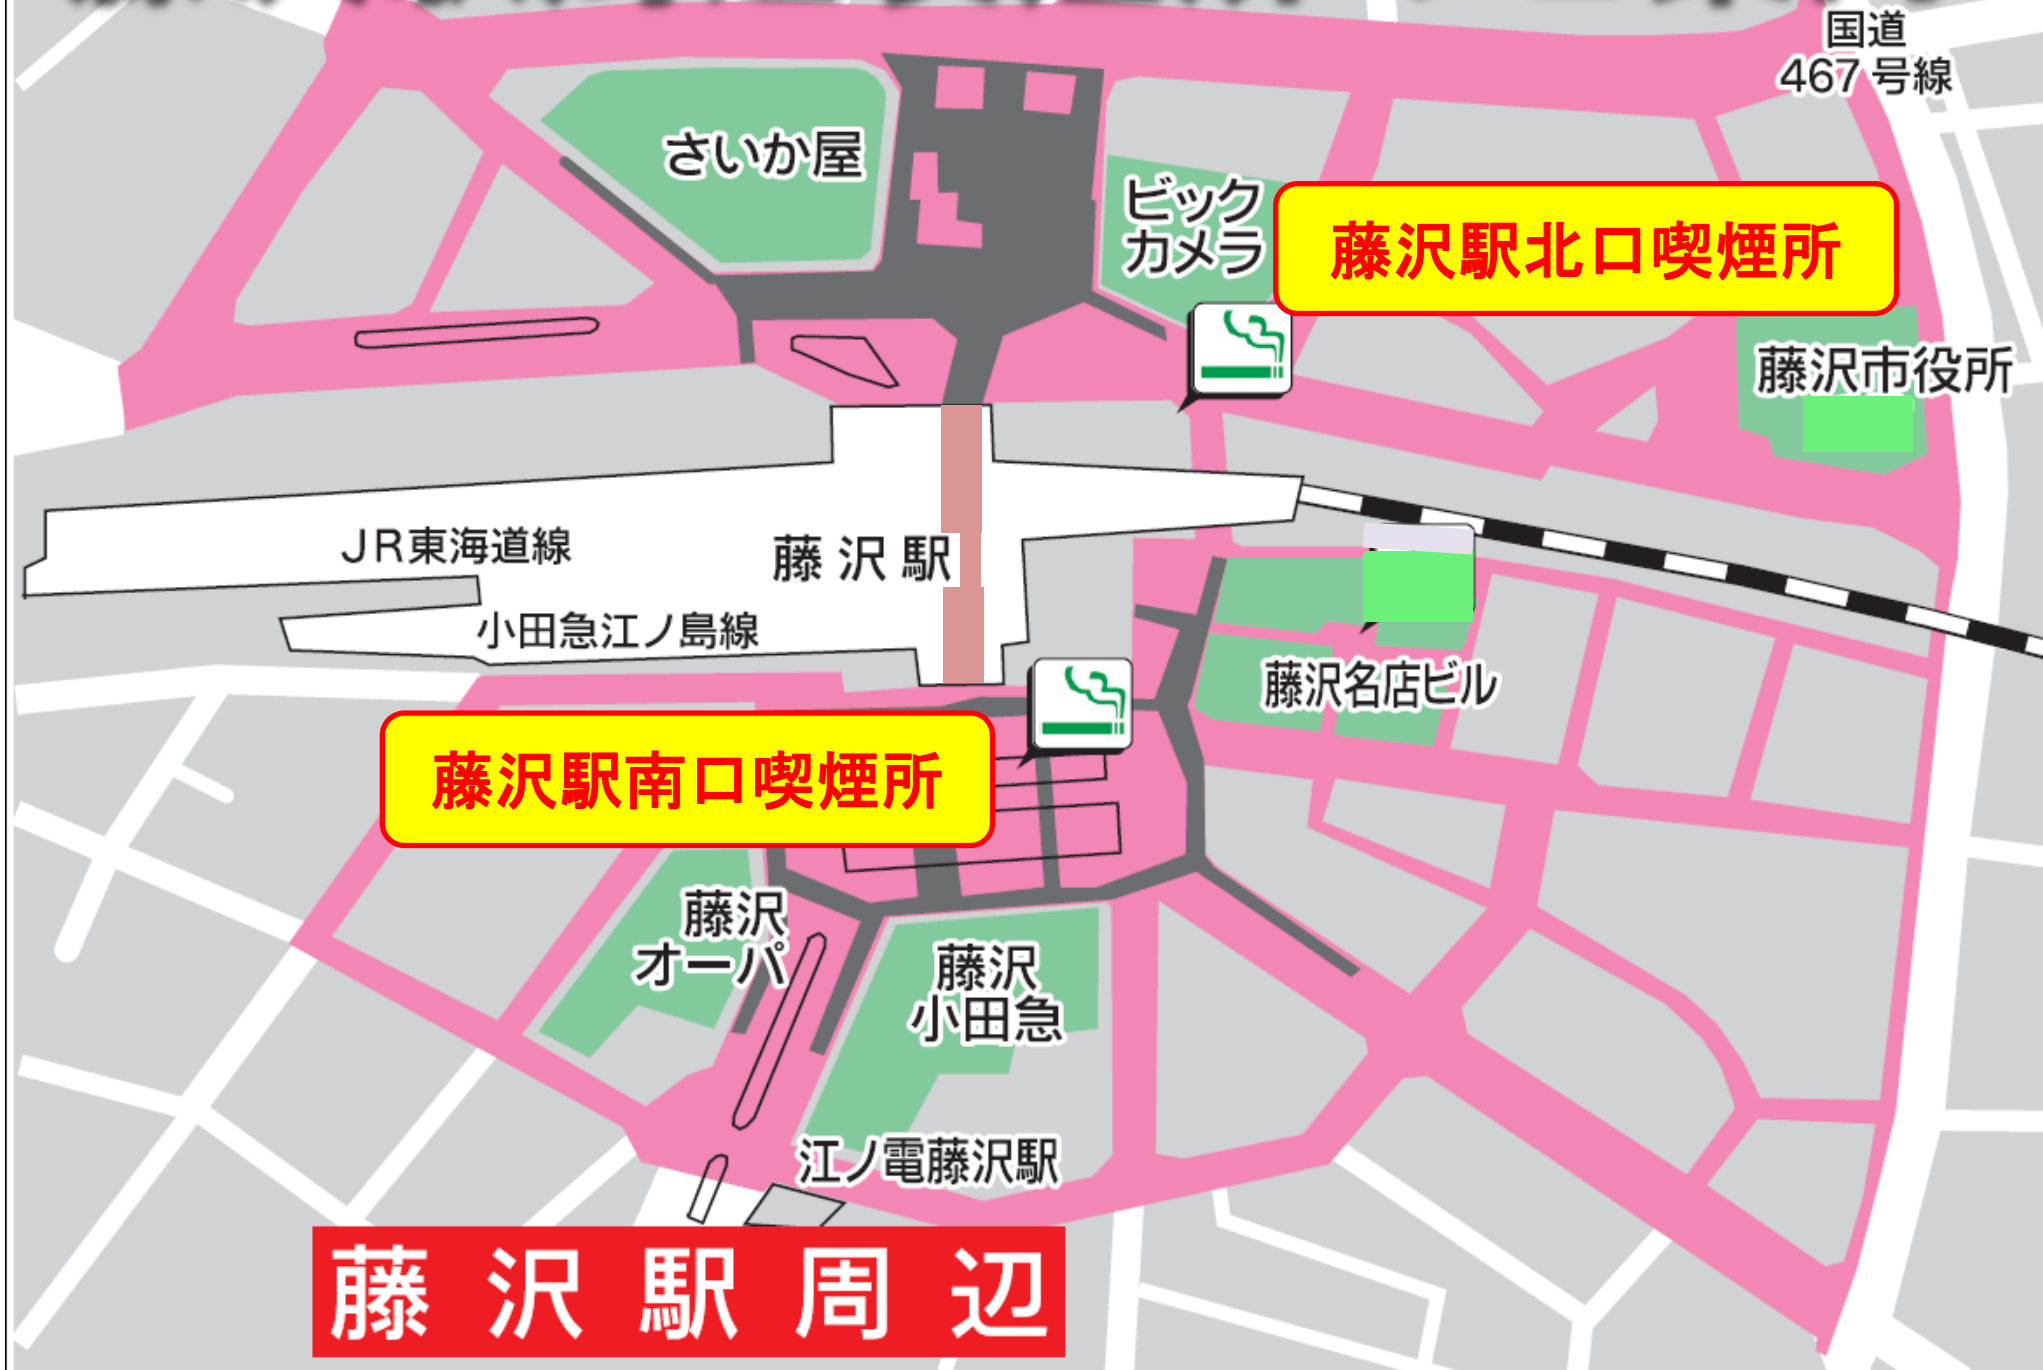 国道
467号線
さいか屋
ビック
カメラ
藤沢駅北口喫煙所
藤沢市役所
JR東海道線
藤沢駅
小田急江ノ島線
藤沢名店ビル
藤沢駅南口喫煙所
藤沢
オーパ
藤沢
小田急
江ノ電藤沢駅
藤沢駅周辺